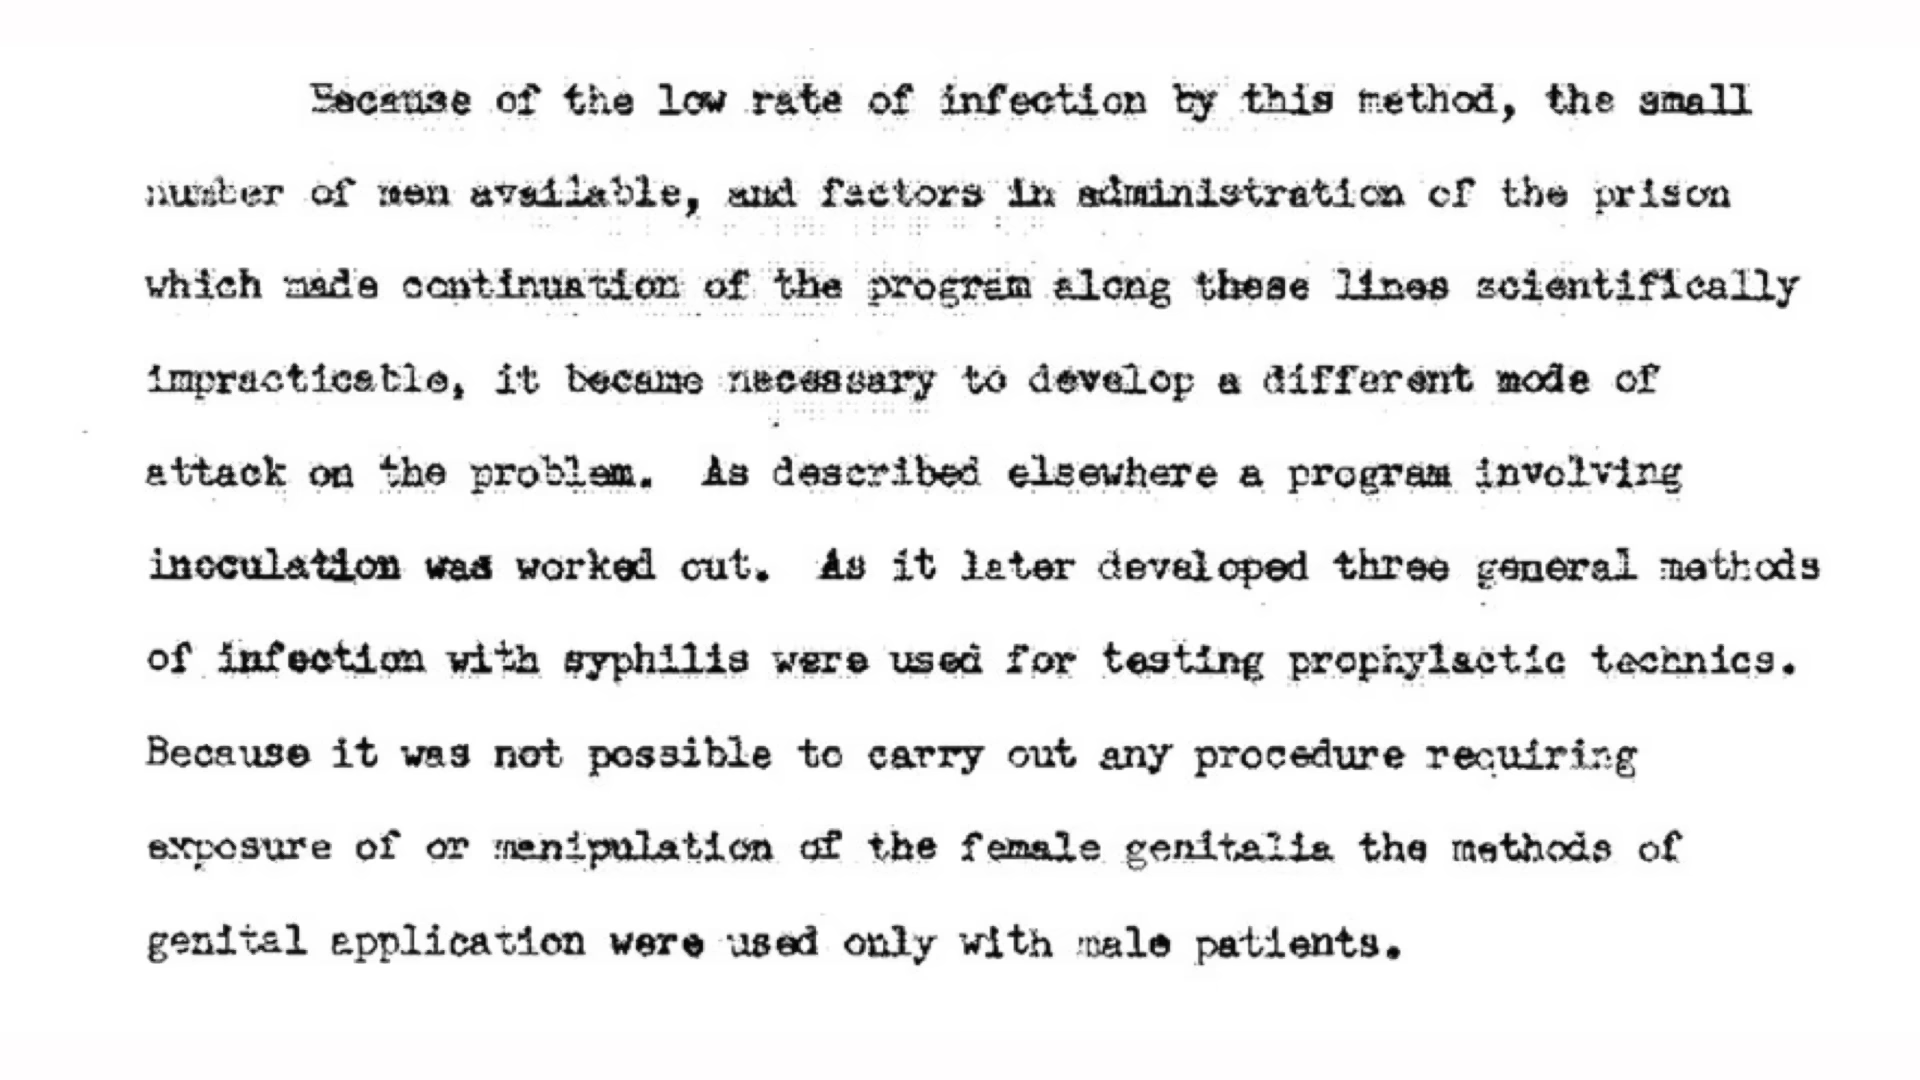 Because of the low rate of infection by this method, the small
number of men available, and factors in administration of the prison
which made continuation of the program along these lines scientifically
impracticable, it became necessary to develop a different mode of
attack on the problem. As described elsewhere a program involving
inoculation was worked out. As it later developed three general methods
of infection with syphilis were used for testing prophylactic technics.
Because it was not possible to carry out any procedure requiring
exposure of or manipulation of the female genitalia the methods of
genital application were used only with male patients.